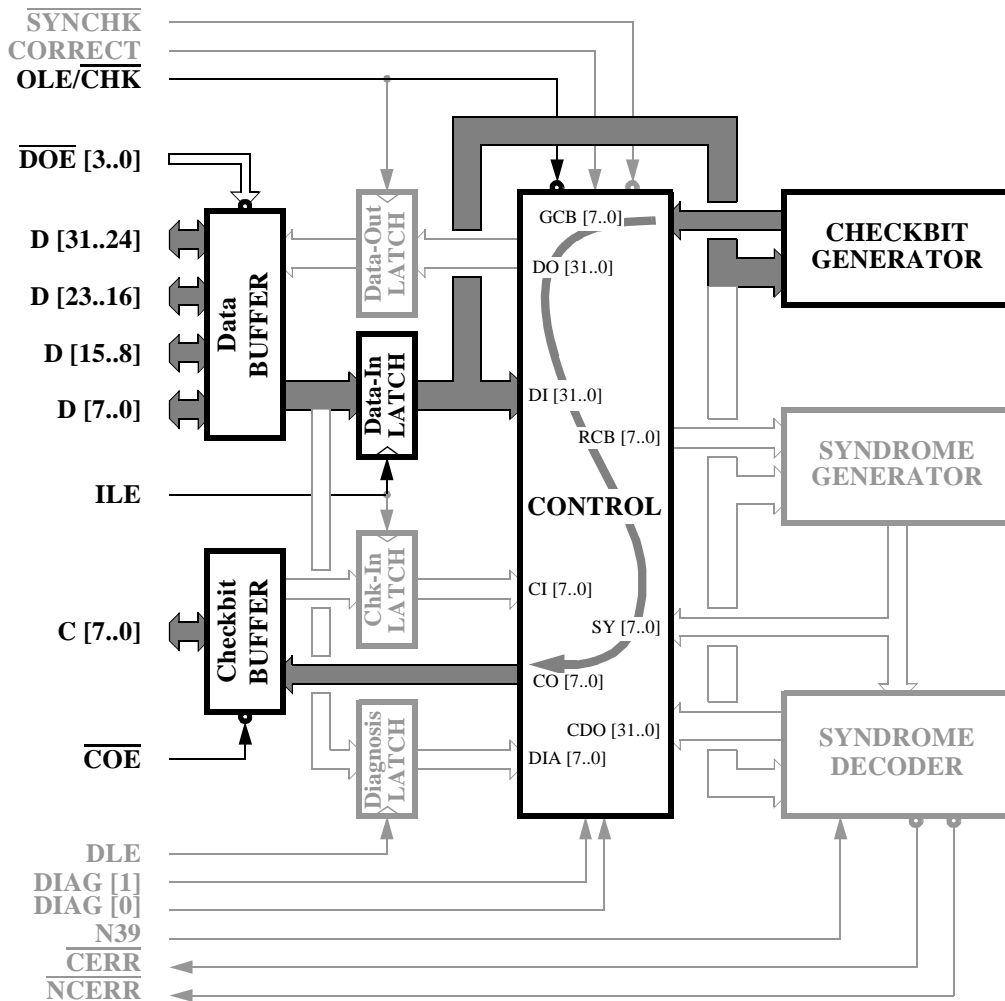 SYNCHK
CORRECT
OLE/CHK
DOE [3..0]
D [31..24]
D [23..16]
D [15..8]
D [7..0]
Data
BUFFER
Data-Out
LATCH
Data-In
LATCH
ILE
GCB [7..0]
DO [31..0]
DI [31..0]
RCB [7..0]
CONTROL
CI [7..0]
SY [7..0]
CO [7..0]
CDO [31..0]
DIA [7..0]
CHECKBIT
GENERATOR
SYNDROME
GENERATOR
SYNDROME
DECODER
Checkbit
BUFFER
Chk-In
LATCH
Diagnosis
LATCH
C [7..0]
COE
DLE
DIAG [1]
DIAG [0]
N39
CERR
NCERR